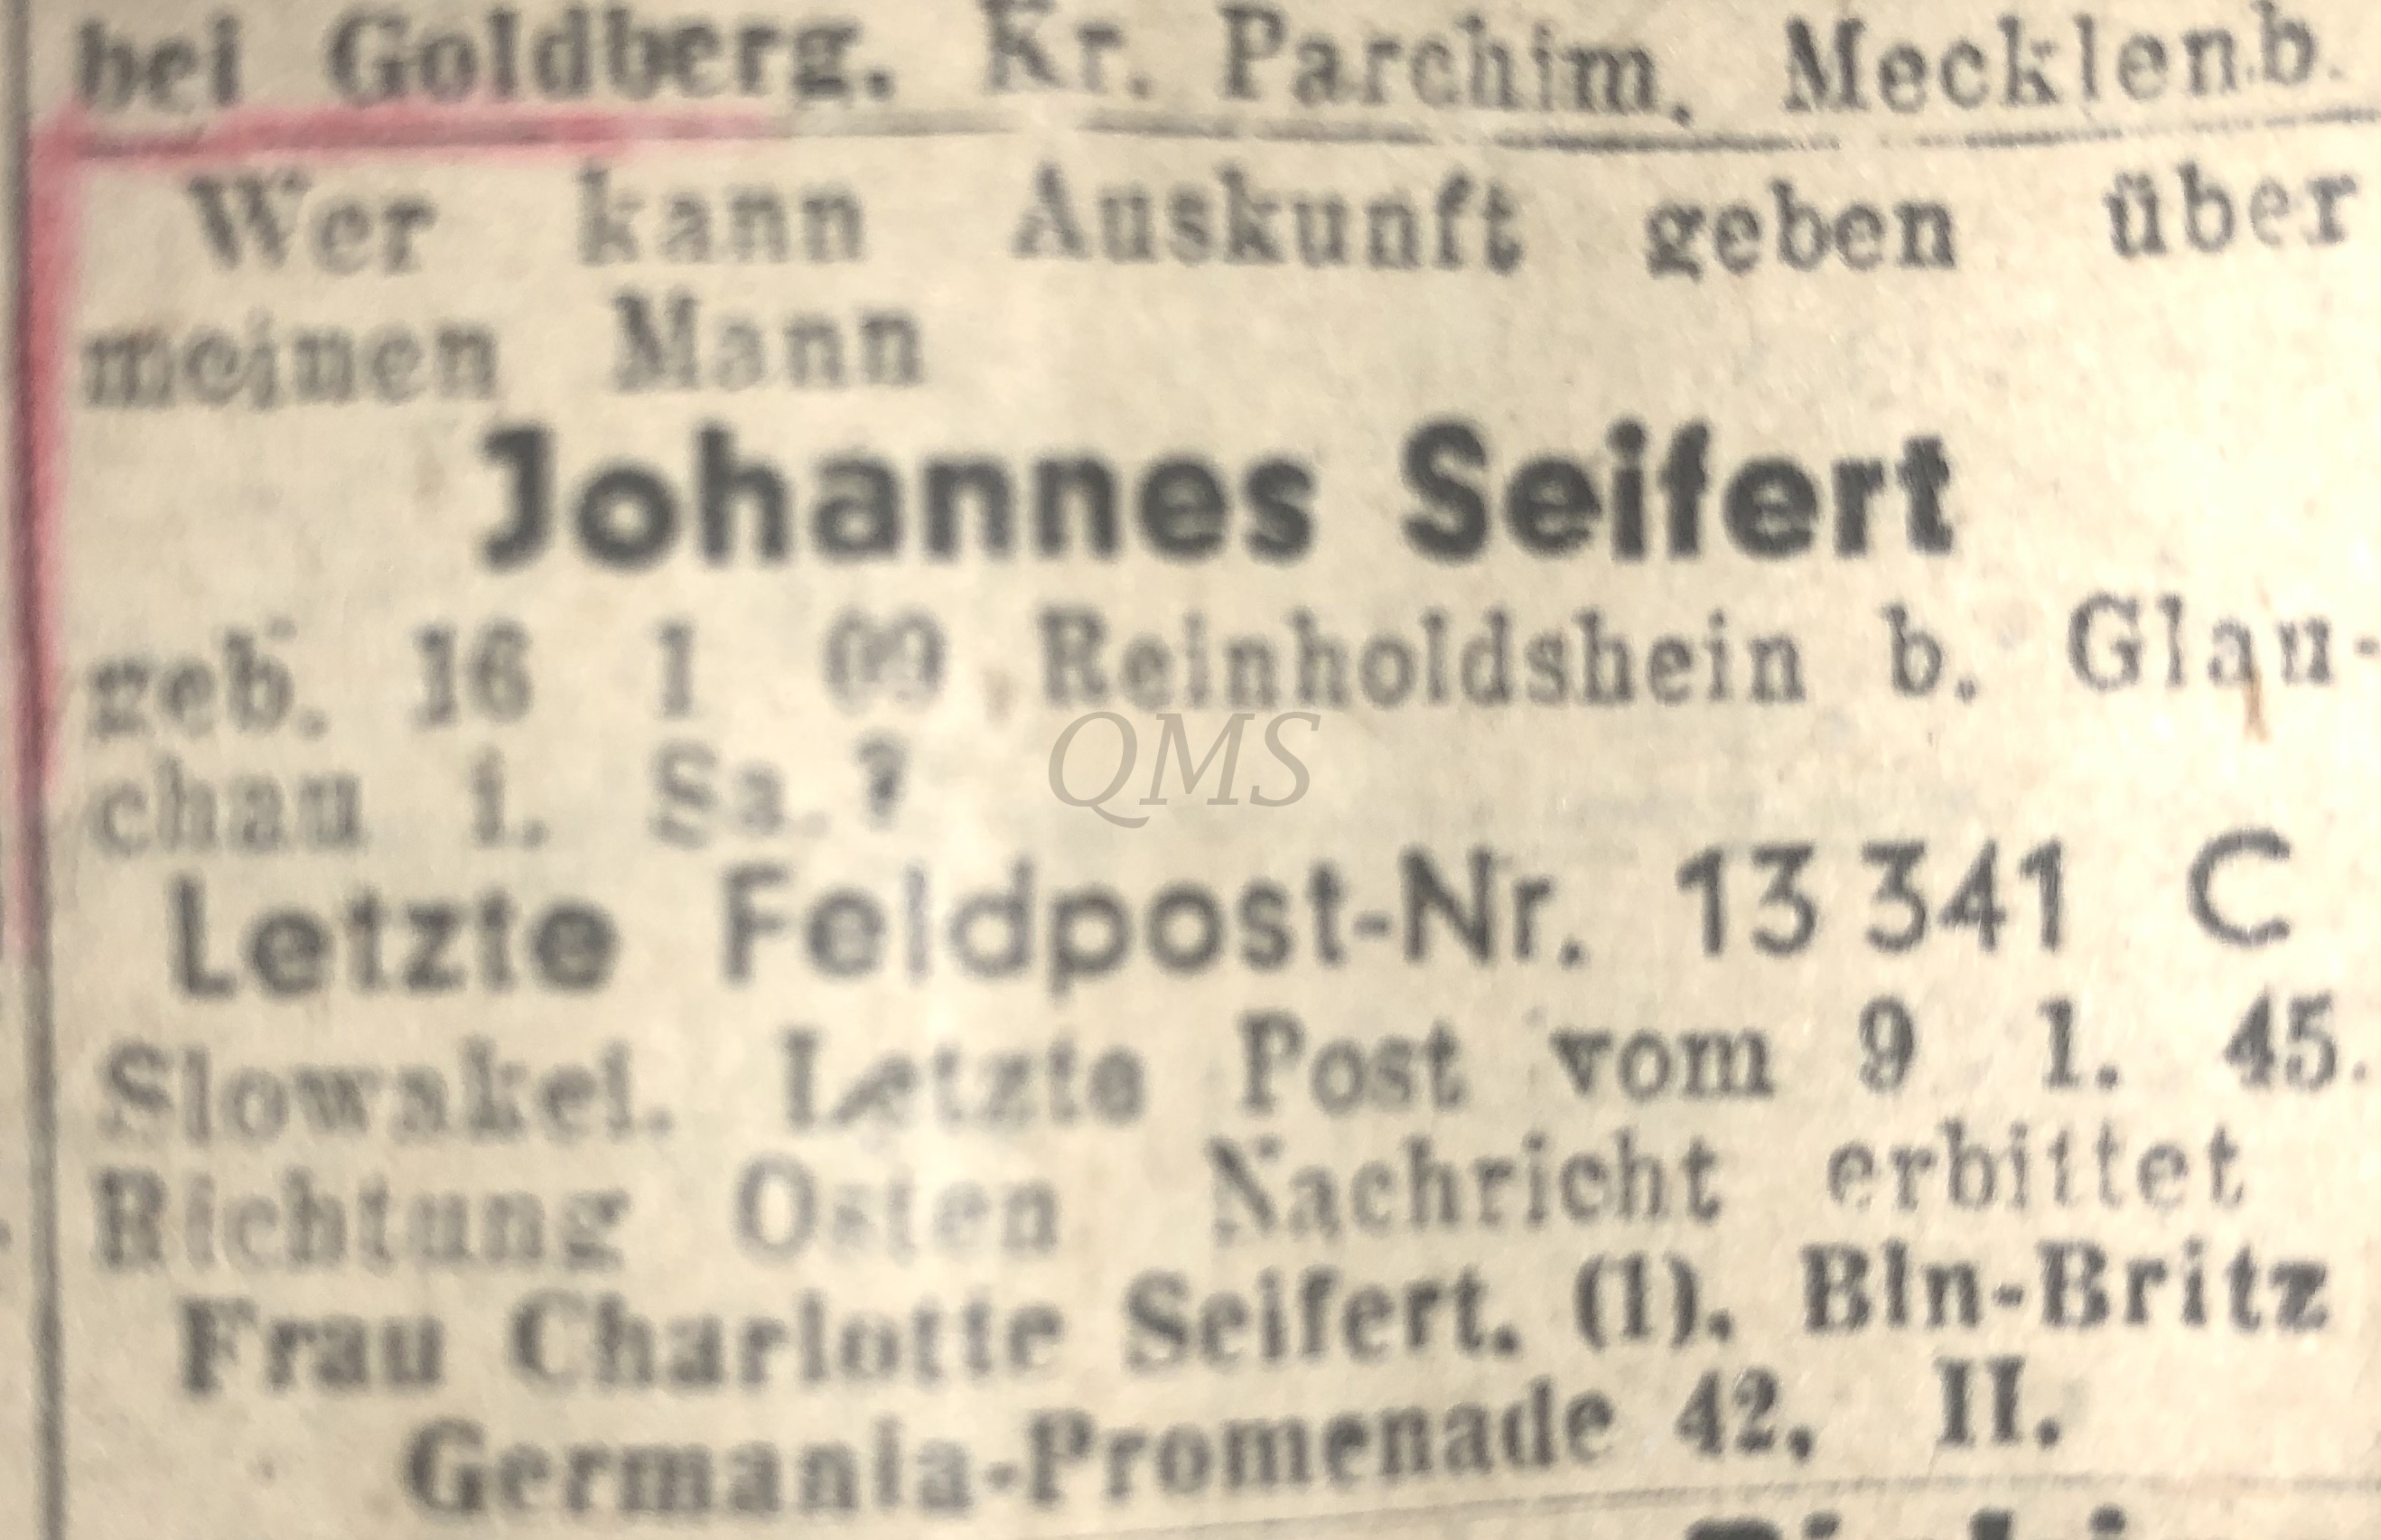 bei Goldberg, Kr. Parchim, Mecklenb.
Wer kann Auskunft geben über
meinen Mann
Johannes Seifert
geb. 16 1 09 Reinholdshein b. Glau-
chau i. Sa.?
QMS
Letzte Feldpost-Nr. 13 341 C
Slowakei. Letzte Post vom 9 1. 45.
Richtung Osten Nachricht erbittet
Frau Charlotte Seifert, (1), Bln-Britz
Germania-Promenade 42, II.